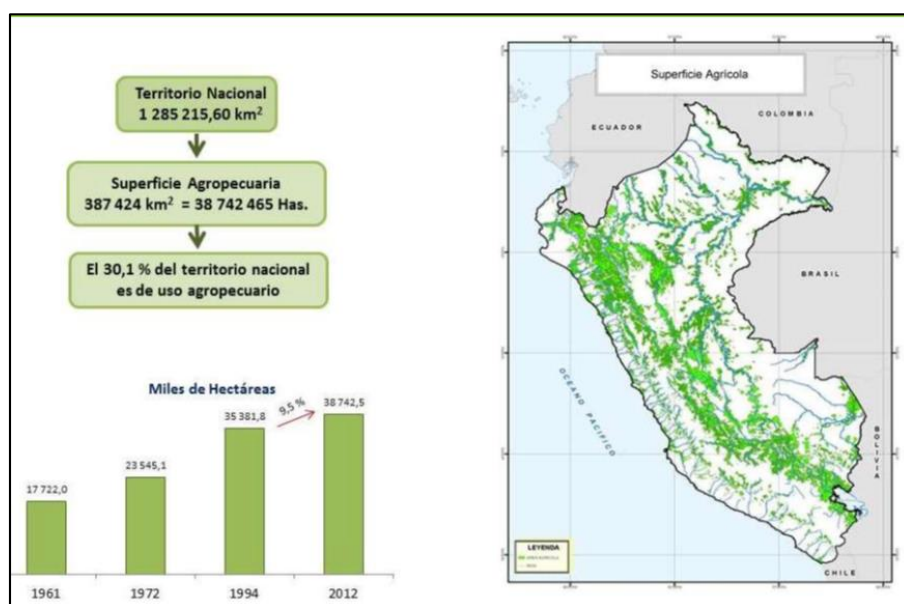 Territorio Nacional
1 285 215,60 km²
Superficie Agropecuaria
387 424 km² = 38 742 465 Has.
El 30,1 % del territorio nacional
es de uso agropecuario
Miles de Hectáreas
17 722,0
23 545,1
35 381,8
9,5 %
38 742,5
1961
1972
1994
2012
Superficie Agrícola
COLOMBIA
ECUADOR
BRASIL
OCEANO PACIFICO
BOLIVIA
CHILE
LEYENDA